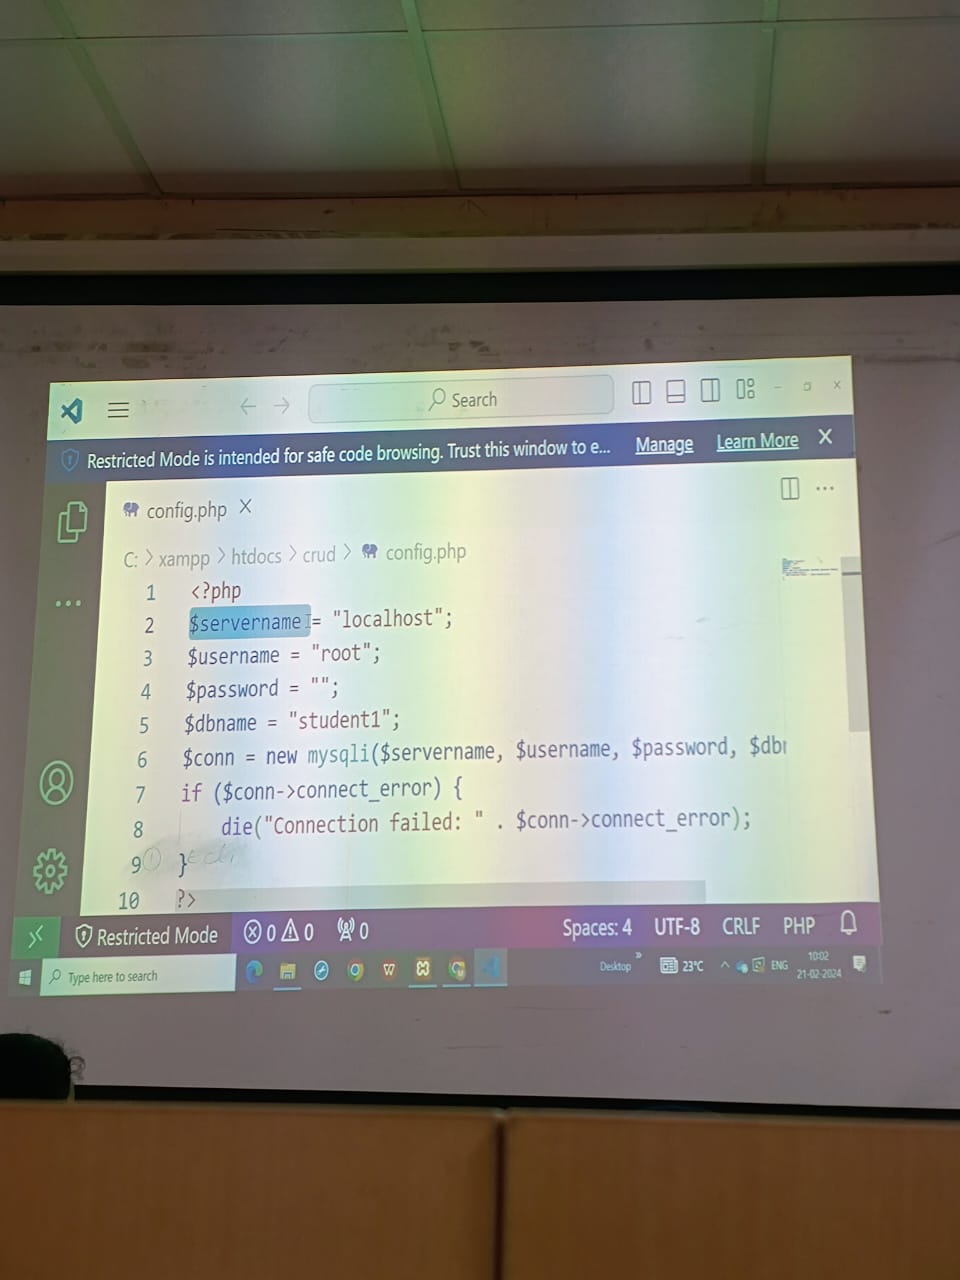 Search
Restricted Mode is intended for safe code browsing. Trust this window to e... Manage Learn More
config.php
C: > xampp > htdocs > crud > config.php
1 <?php
2 $servername = "localhost";
3 $username = "root";
4 $password = "";
5 $dbname = "student1";
6 $conn = new mysqli($servername, $username, $password, $dbn
7 if ($conn->connect_error) {
8 die("Connection failed: " . $conn->connect_error);
9 }
10 ?>
Restricted Mode 0 0 0 Spaces: 4 UTF-8 CRLF PHP
Type here to search Desktop » 23°C ENG 10:02
21-02-2024